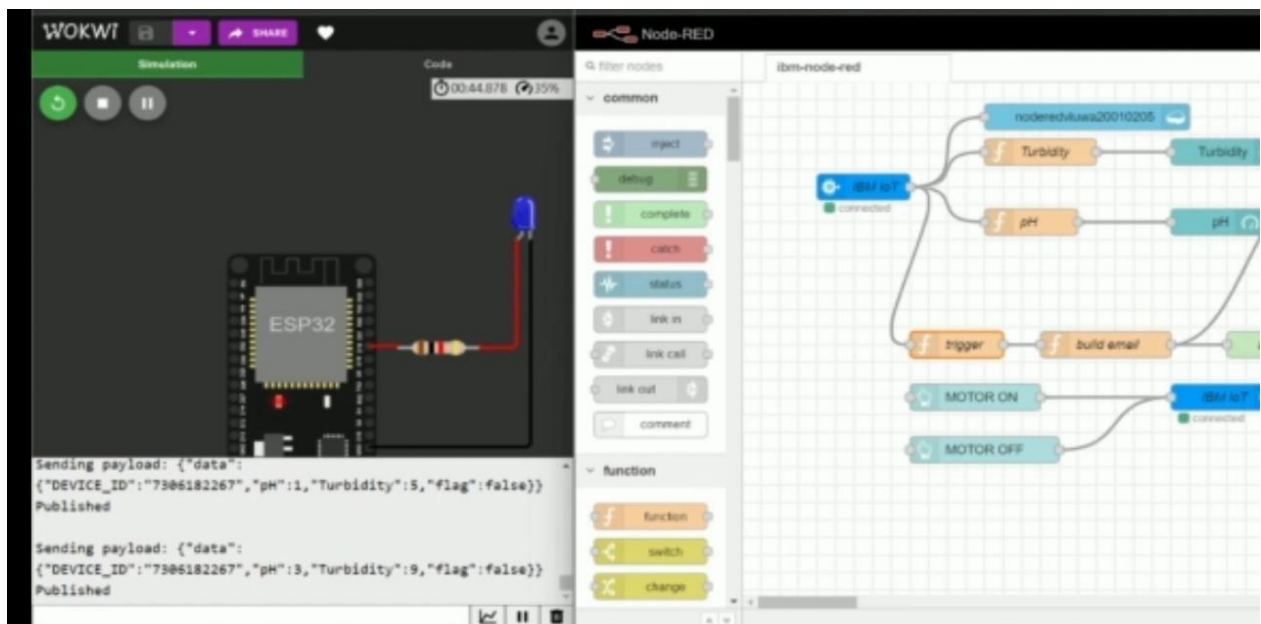 WOKWI
SHARE
Node-RED
Simulation
Code
00:44.878
35%
ESP32
Sending payload: {"data":
{"DEVICE_ID":"7306182267","pH":1,"Turbidity":5,"flag":false}}
Published
Sending payload: {"data":
{"DEVICE_ID":"7306182267","pH":3,"Turbidity":9,"flag":false}}
Published
filter nodes
common
inject
debug
complete
catch
status
link in
link call
link out
comment
function
function
switch
change
ibm-node-red
Turbidity
Turbidity
IBM IoT
connected
pH
pH
trigger
build email
MOTOR ON
IBM IoT
connected
MOTOR OFF